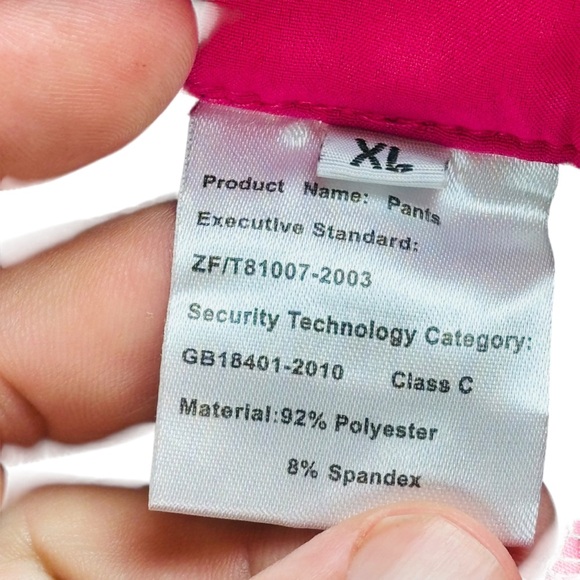 XL
Product Name: Pants
Executive Standard:
ZF/T81007-2003
Security Technology Category:
GB18401-2010 Class C
Material:92% Polyester
8% Spandex